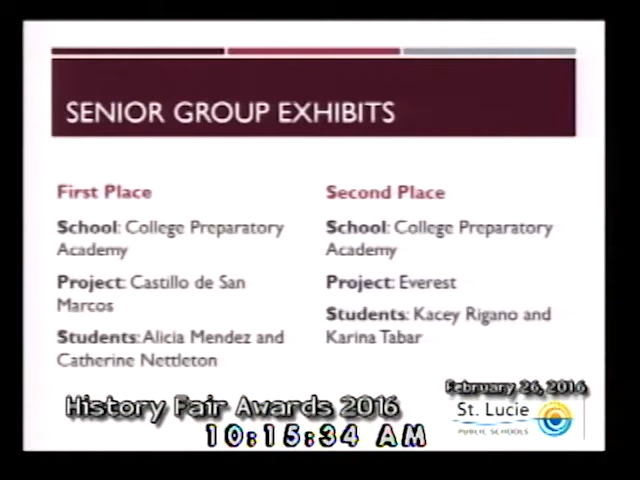 SENIOR GROUP EXHIBITS
First Place
School: College Preparatory
Academy
Project: Castillo de San
Marcos
Students: Alicia Mendez and
Catherine Nettleton
Second Place
School: College Preparatory
Academy
Project: Everest
Students: Kacey Rigano and
Karina Tabar
History Fair Awards 2016
10:15:34 AM
February 26, 2016
St. Lucie
PUBLIC SCHOOLS